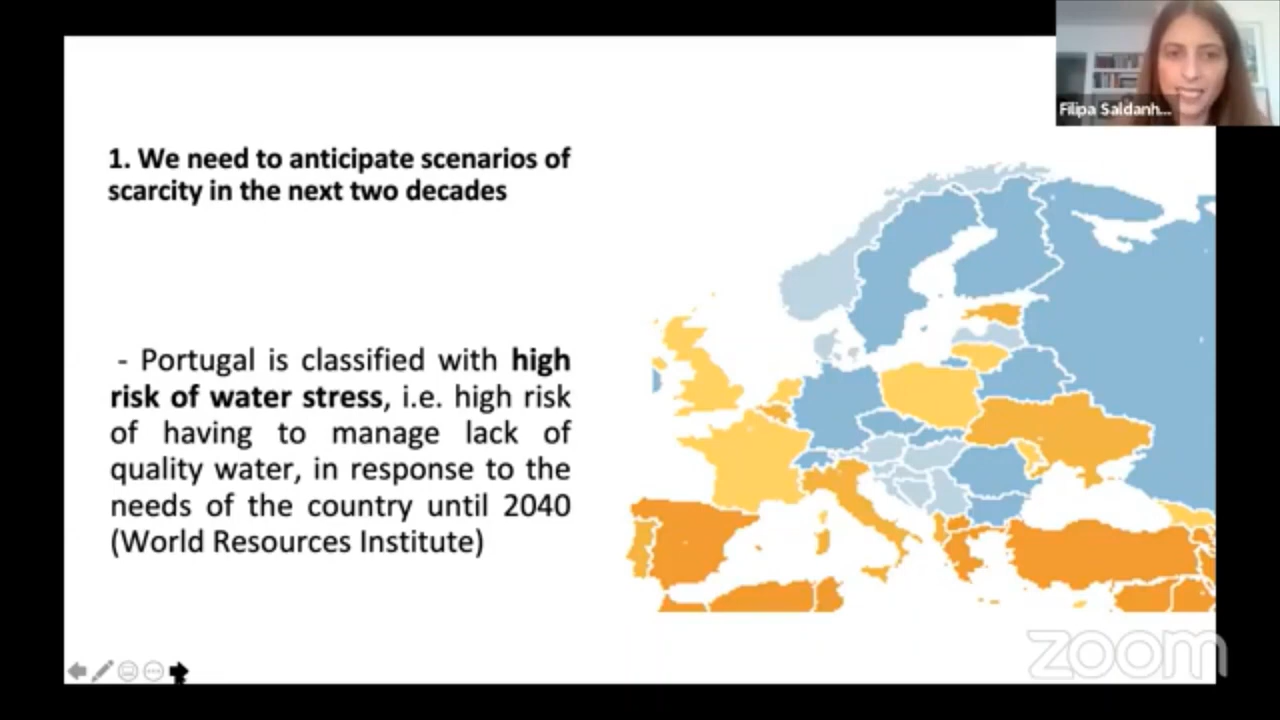 Filipa Saldanh...
1. We need to anticipate scenarios of
scarcity in the next two decades
- Portugal is classified with high
risk of water stress, i.e. high risk
of having to manage lack of
quality water, in response to the
needs of the country until 2040
(World Resources Institute)
zoom